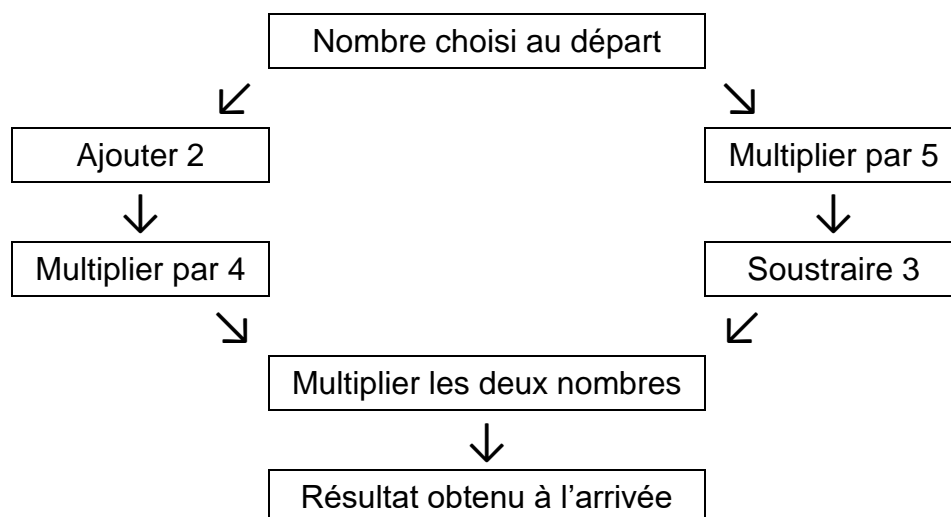 Nombre choisi au départ
Ajouter 2
Multiplier par 5
Multiplier par 4
Soustraire 3
Multiplier les deux nombres
Résultat obtenu à l’arrivée